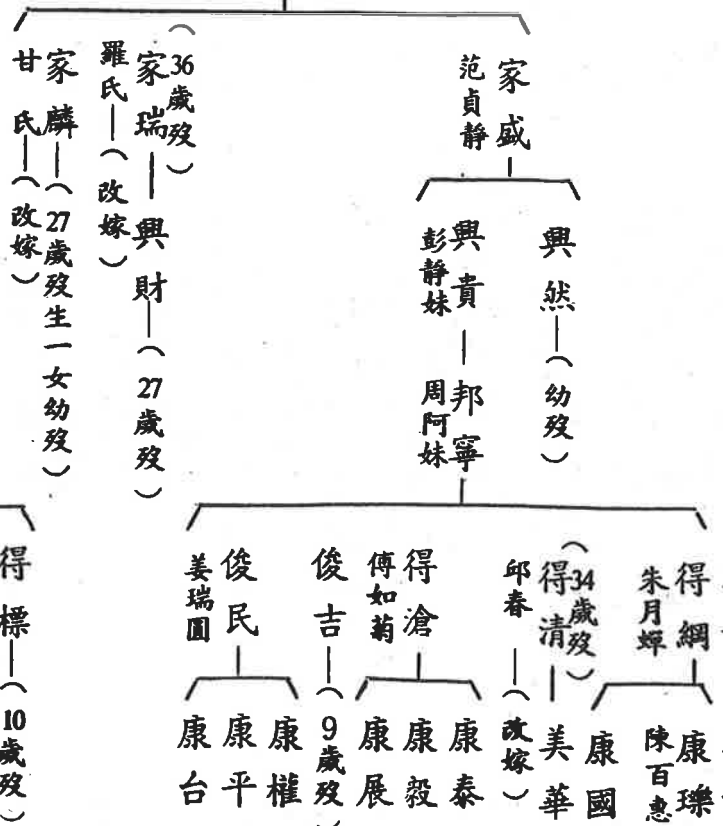 家盛
范貞靜
興然（幼歿）
興貴
彭靜妹
邦寧
周阿妹
家瑞
（36歲歿）
羅氏（改嫁）
興財（27歲歿）
家麟（27歲歿生一女幼歿）
甘氏（改嫁）
得綱
朱月蟬
康瓅
陳百惠
康國
得清
（34歲歿）
邱春（改嫁）
美華
得滄
傅如菊
康泰
康毅
康展
俊吉（9歲歿）
俊民
姜瑞圓
康權
康平
康台
得標（10歲歿）